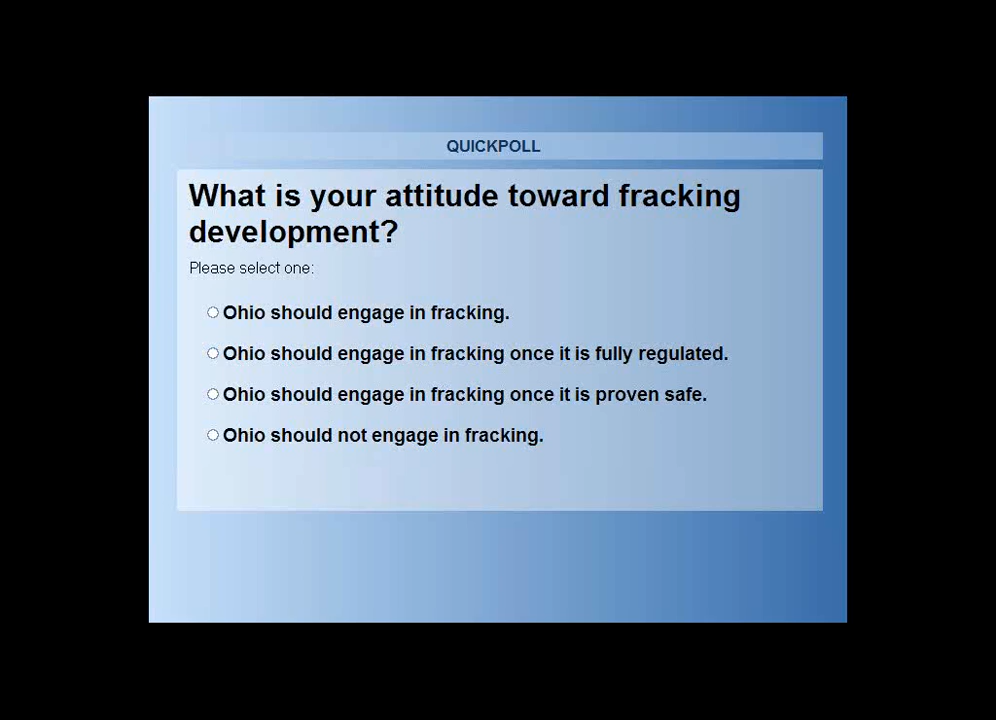 QUICKPOLL
What is your attitude toward fracking
development?
Please select one:
Ohio should engage in fracking.
Ohio should engage in fracking once it is fully regulated.
Ohio should engage in fracking once it is proven safe.
Ohio should not engage in fracking.